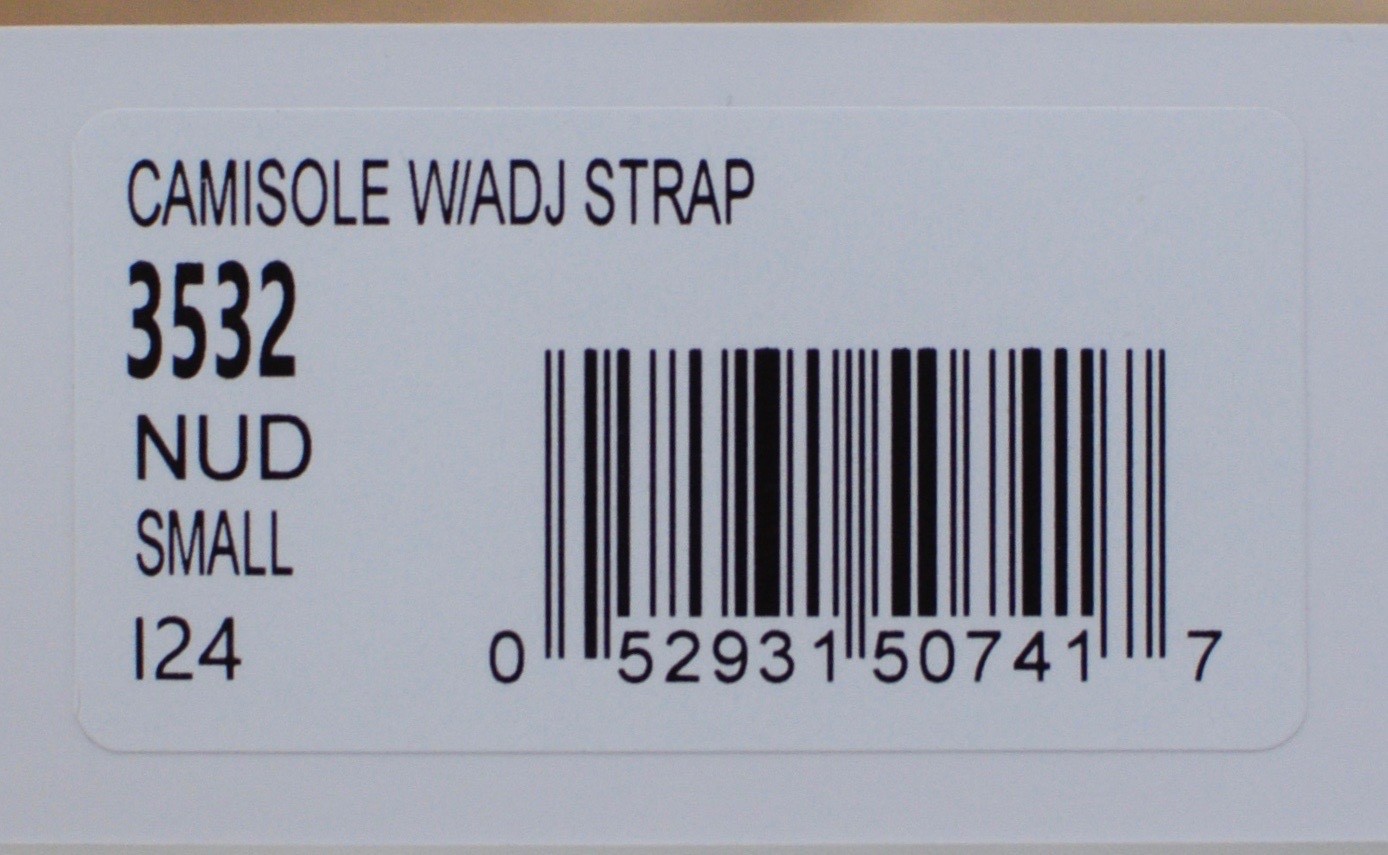 CAMISOLE W/ADJ STRAP
3532
NUD
SMALL
I24
0 52931 50741 7